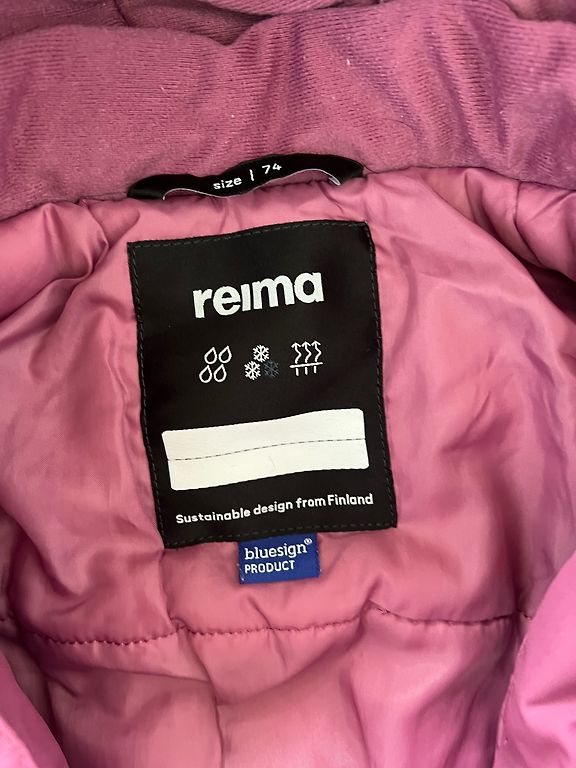 size | 74
reima
Sustainable design from Finland
bluesign®
PRODUCT